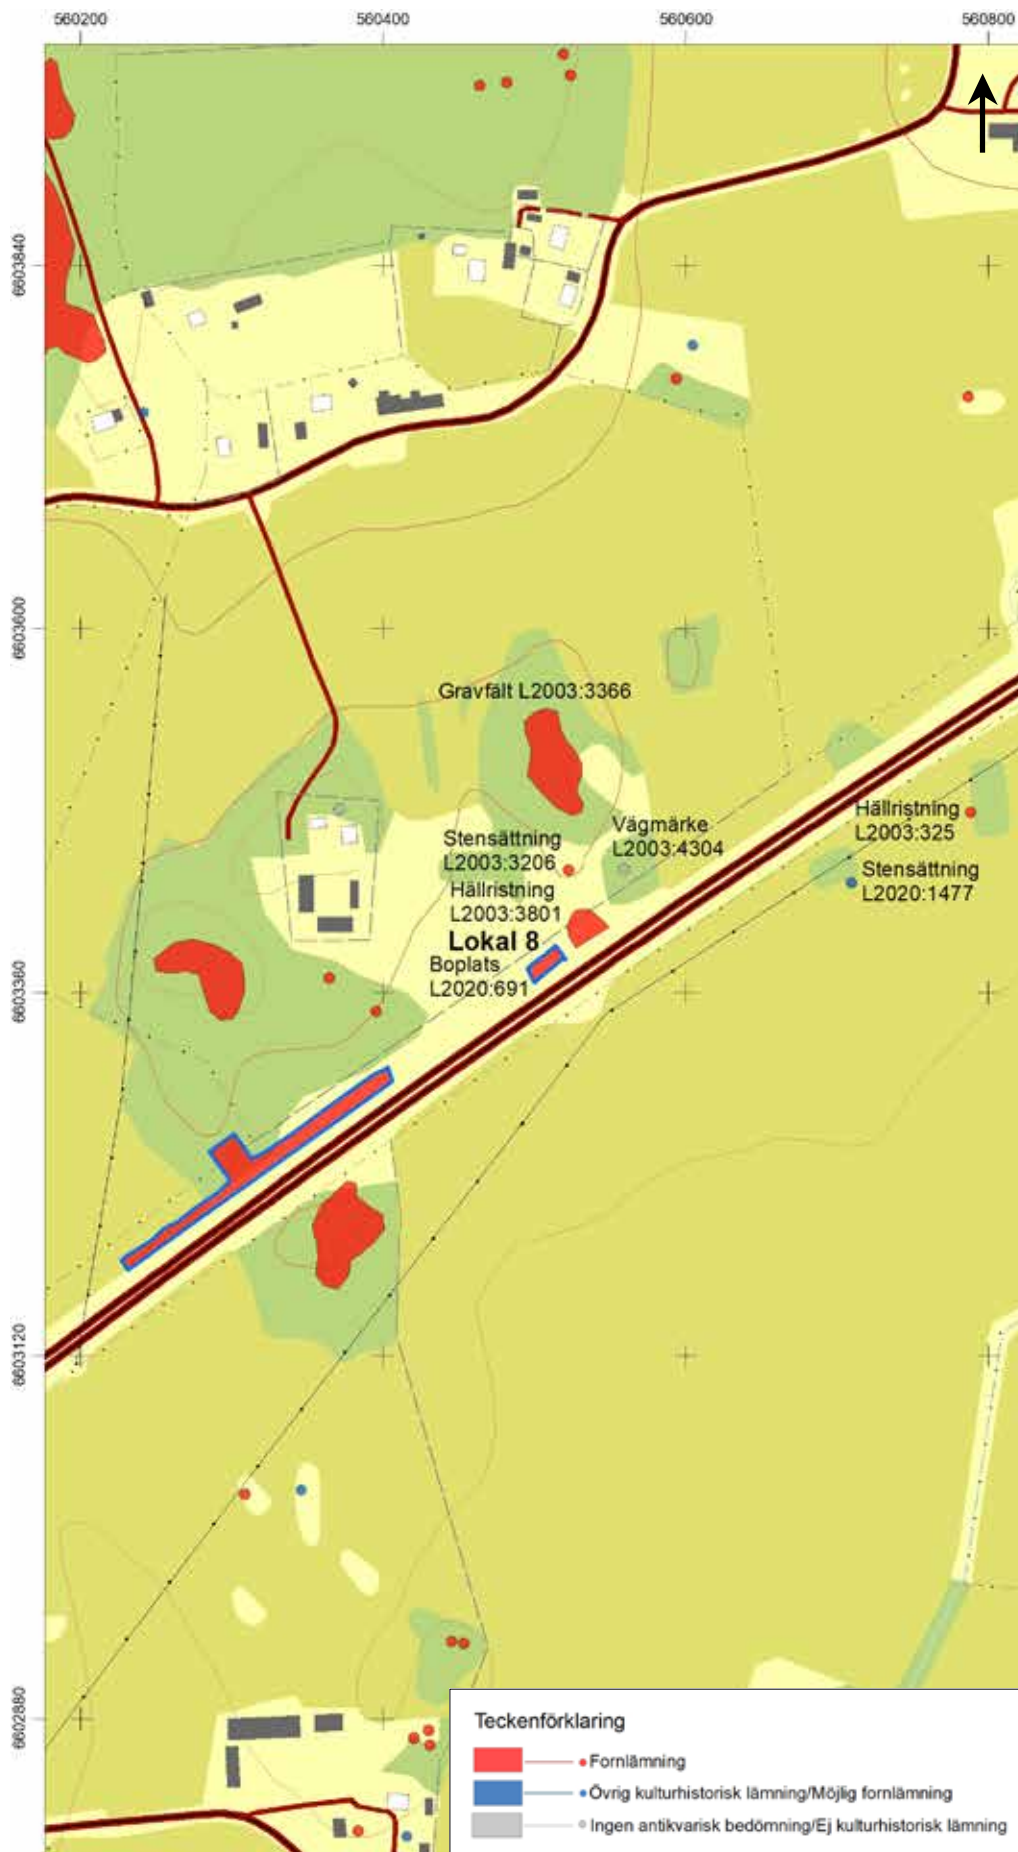 560200
560400
560600
560800
6603840
6603600
Gravfält L2003:3366
Vägmärke
L2003:4304
Hällristning
L2003:325
Stensättning
L2003:3206
Stensättning
L2020:1477
Hällristning
L2003:3801
Lokal 8
Boplats
L2020:691
6603360
6603120
6602880
Teckenförklaring
Fornlämning
Övrig kulturhistorisk lämning/Möjlig fornlämning
Ingen antikvarisk bedömning/Ej kulturhistorisk lämning